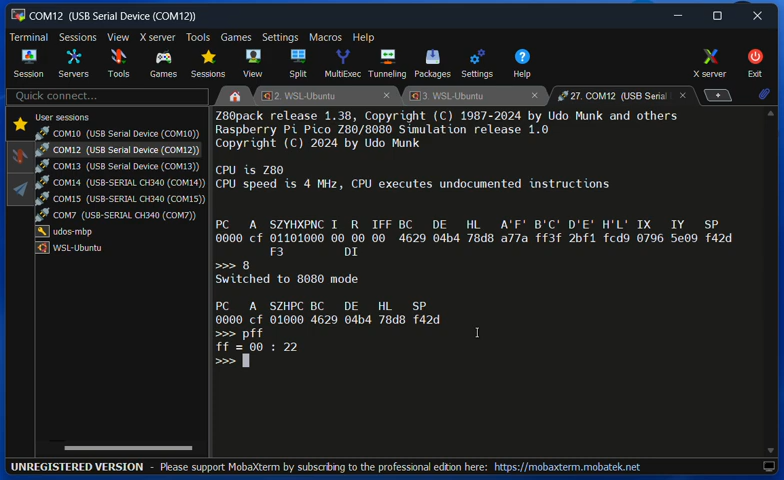 COM12 (USB Serial Device (COM12))
Terminal Sessions View X server Tools Games Settings Macros Help
Session Servers Tools Games Sessions View Split MultiExec Tunneling Packages Settings Help X server Exit
Quick connect...
2. WSL-Ubuntu
3. WSL-Ubuntu
27. COM12 (USB Serial
User sessions
COM10 (USB Serial Device (COM10))
COM12 (USB Serial Device (COM12))
COM13 (USB Serial Device (COM13))
COM14 (USB-SERIAL CH340 (COM14))
COM15 (USB-SERIAL CH340 (COM15))
COM7 (USB-SERIAL CH340 (COM7))
udos-mbp
WSL-Ubuntu
Z80pack release 1.38, Copyright (C) 1987-2024 by Udo Munk and others
Raspberry Pi Pico Z80/8080 Simulation release 1.0
Copyright (C) 2024 by Udo Munk
CPU is Z80
CPU speed is 4 MHz, CPU executes undocumented instructions
PC A SZYHXPNC I R IFF BC DE HL A'F' B'C' D'E' H'L' IX IY SP
0000 cf 01101000 00 00 00 4629 04b4 78d8 a77a ff3f 2bf1 fcd9 0796 5e09 f42d
F3 DI
>>> 8
Switched to 8080 mode
PC A SZHPC BC DE HL SP
0000 cf 01000 4629 04b4 78d8 f42d
>>> pff
ff = 00 : 22
>>>
UNREGISTERED VERSION - Please support MobaXterm by subscribing to the professional edition here: https://mobaxterm.mobatek.net